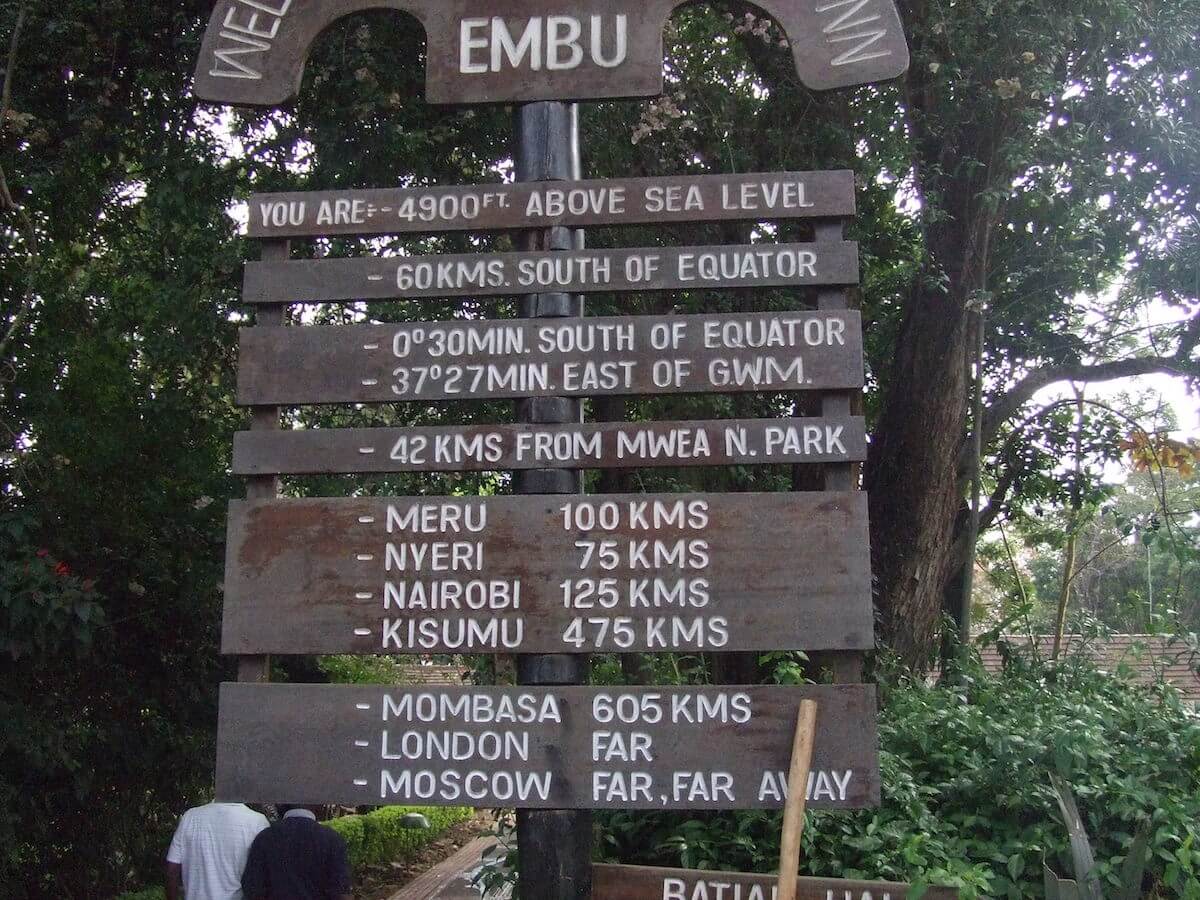 EMBU
YOU ARE:- 4900FT. ABOVE SEA LEVEL
- 60KMS. SOUTH OF EQUATOR
- 0°30MIN. SOUTH OF EQUATOR
- 37°27MIN. EAST OF G.W.M.
- 42 KMS FROM MWEA N. PARK
- MERU 100 KMS
- NYERI 75 KMS
- NAIROBI 125 KMS
- KISUMU 475 KMS
- MOMBASA 605 KMS
- LONDON FAR
- MOSCOW FAR, FAR AWAY